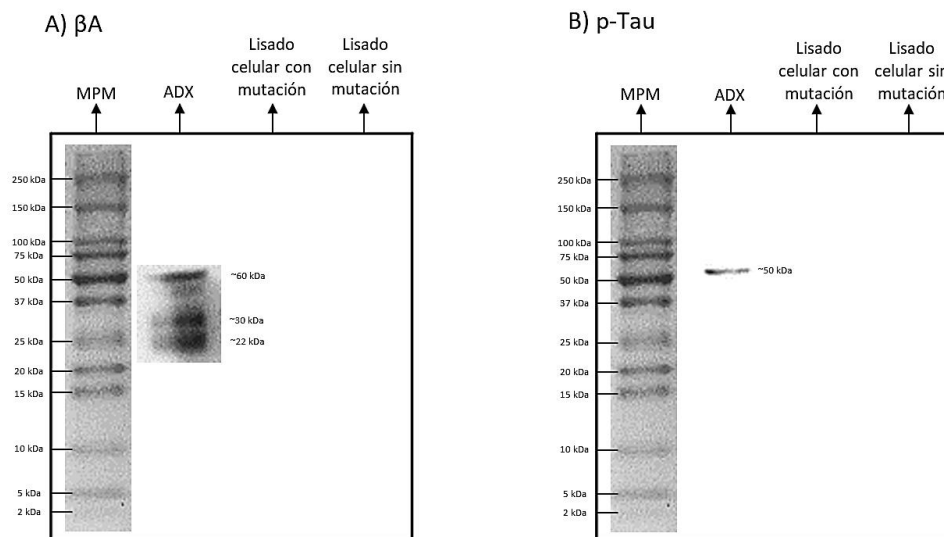 A) βA
MPM
ADX
Lisado
celular con
mutación
Lisado
celular sin
mutación
250 kDa
150 kDa
100 kDa
75 kDa
50 kDa
37 kDa
25 kDa
20 kDa
15 kDa
10 kDa
5 kDa
2 kDa
~60 kDa
~30 kDa
~22 kDa
B) p-Tau
MPM
ADX
Lisado
celular con
mutación
Lisado
celular sin
mutación
250 kDa
150 kDa
100 kDa
75 kDa
50 kDa
37 kDa
25 kDa
20 kDa
15 kDa
10 kDa
5 kDa
2 kDa
~50 kDa